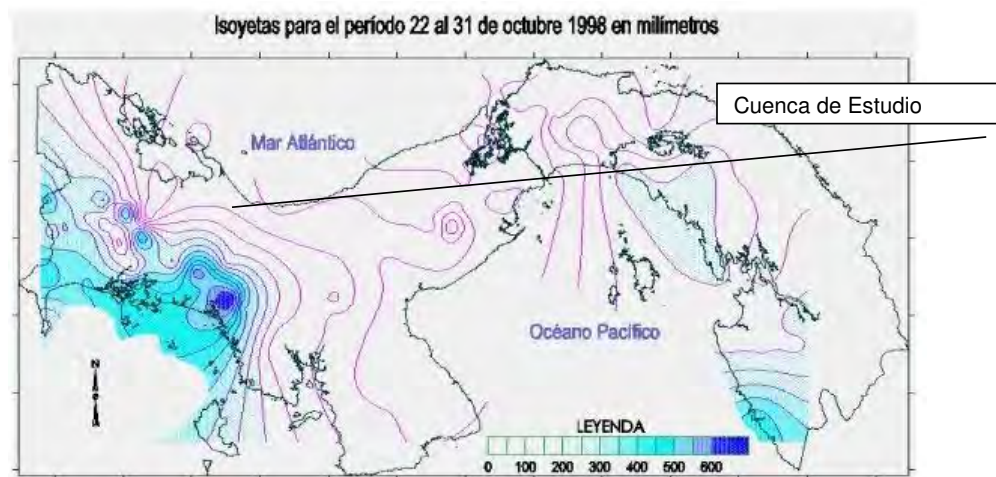 Isoyetas para el período 22 al 31 de octubre 1998 en milímetros
Cuenca de Estudio
Mar Atlántico
Océano Pacífico
N
LEYENDA
0 100 200 300 400 500 600